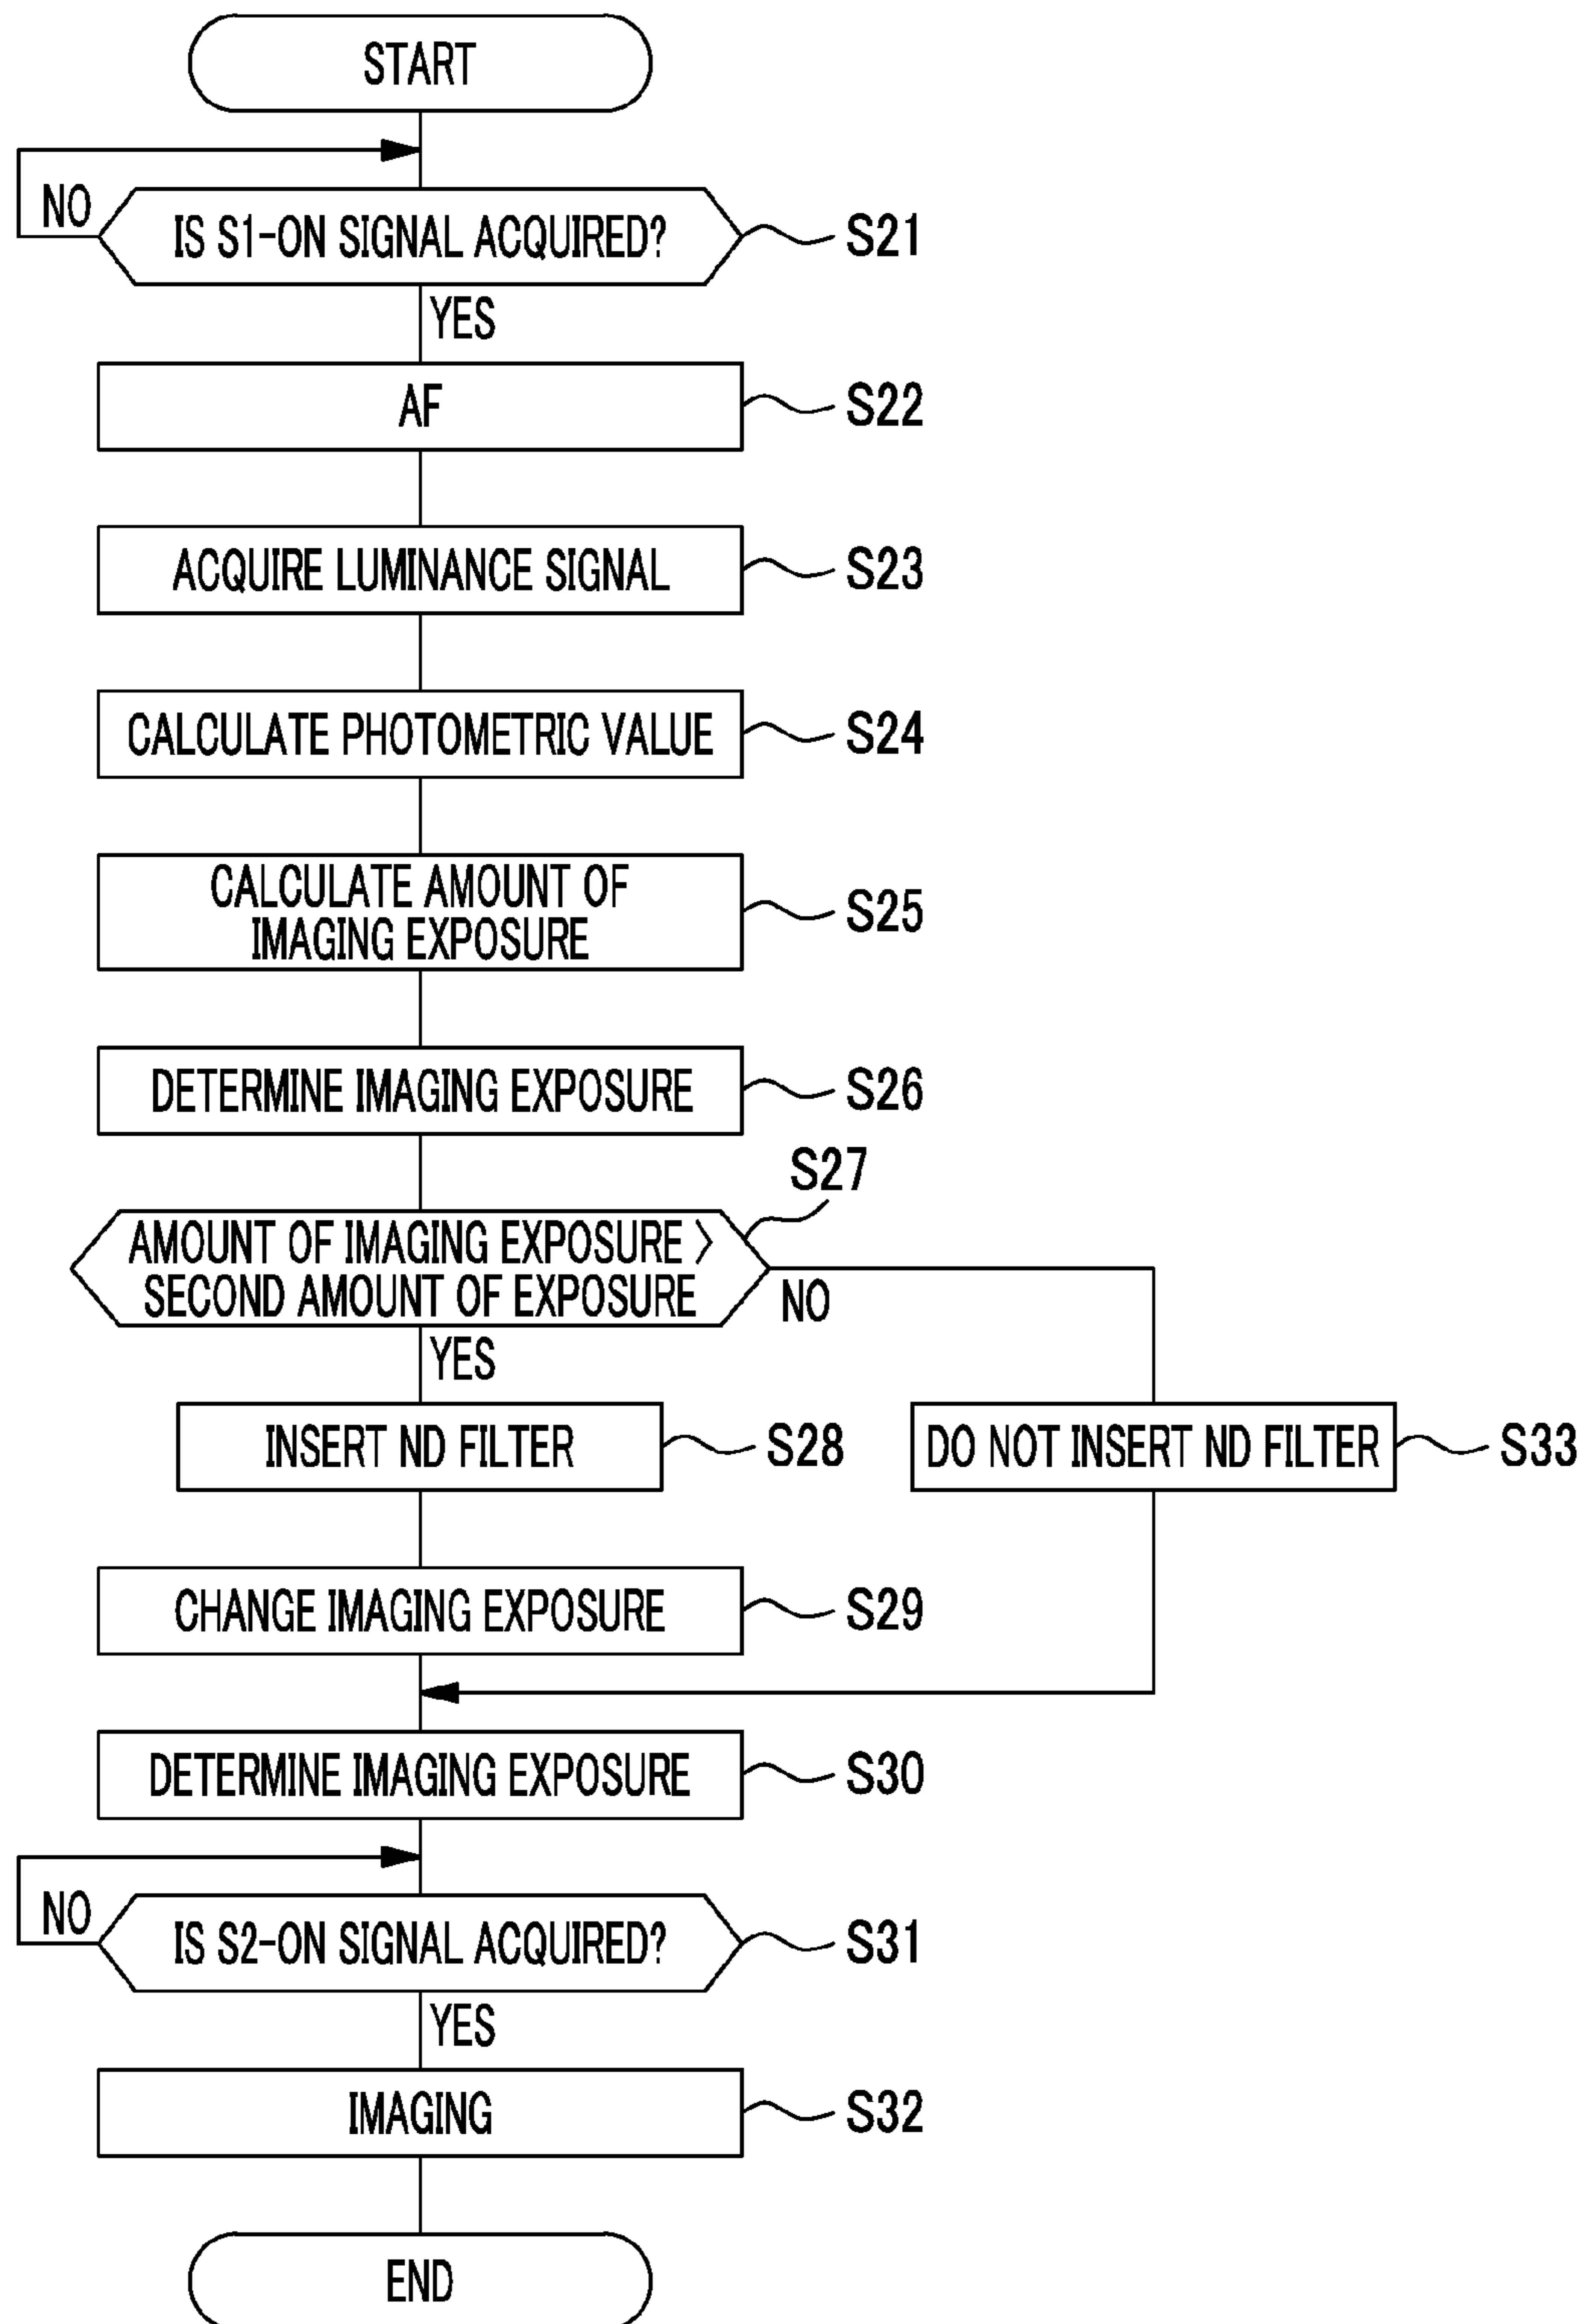 START
NO
IS S1-ON SIGNAL ACQUIRED?
S21
YES
AF
S22
ACQUIRE LUMINANCE SIGNAL
S23
CALCULATE PHOTOMETRIC VALUE
S24
CALCULATE AMOUNT OF
IMAGING EXPOSURE
S25
DETERMINE IMAGING EXPOSURE
S26
S27
AMOUNT OF IMAGING EXPOSURE >
SECOND AMOUNT OF EXPOSURE
NO
YES
INSERT ND FILTER
S28
DO NOT INSERT ND FILTER
S33
CHANGE IMAGING EXPOSURE
S29
DETERMINE IMAGING EXPOSURE
S30
NO
IS S2-ON SIGNAL ACQUIRED?
S31
YES
IMAGING
S32
END